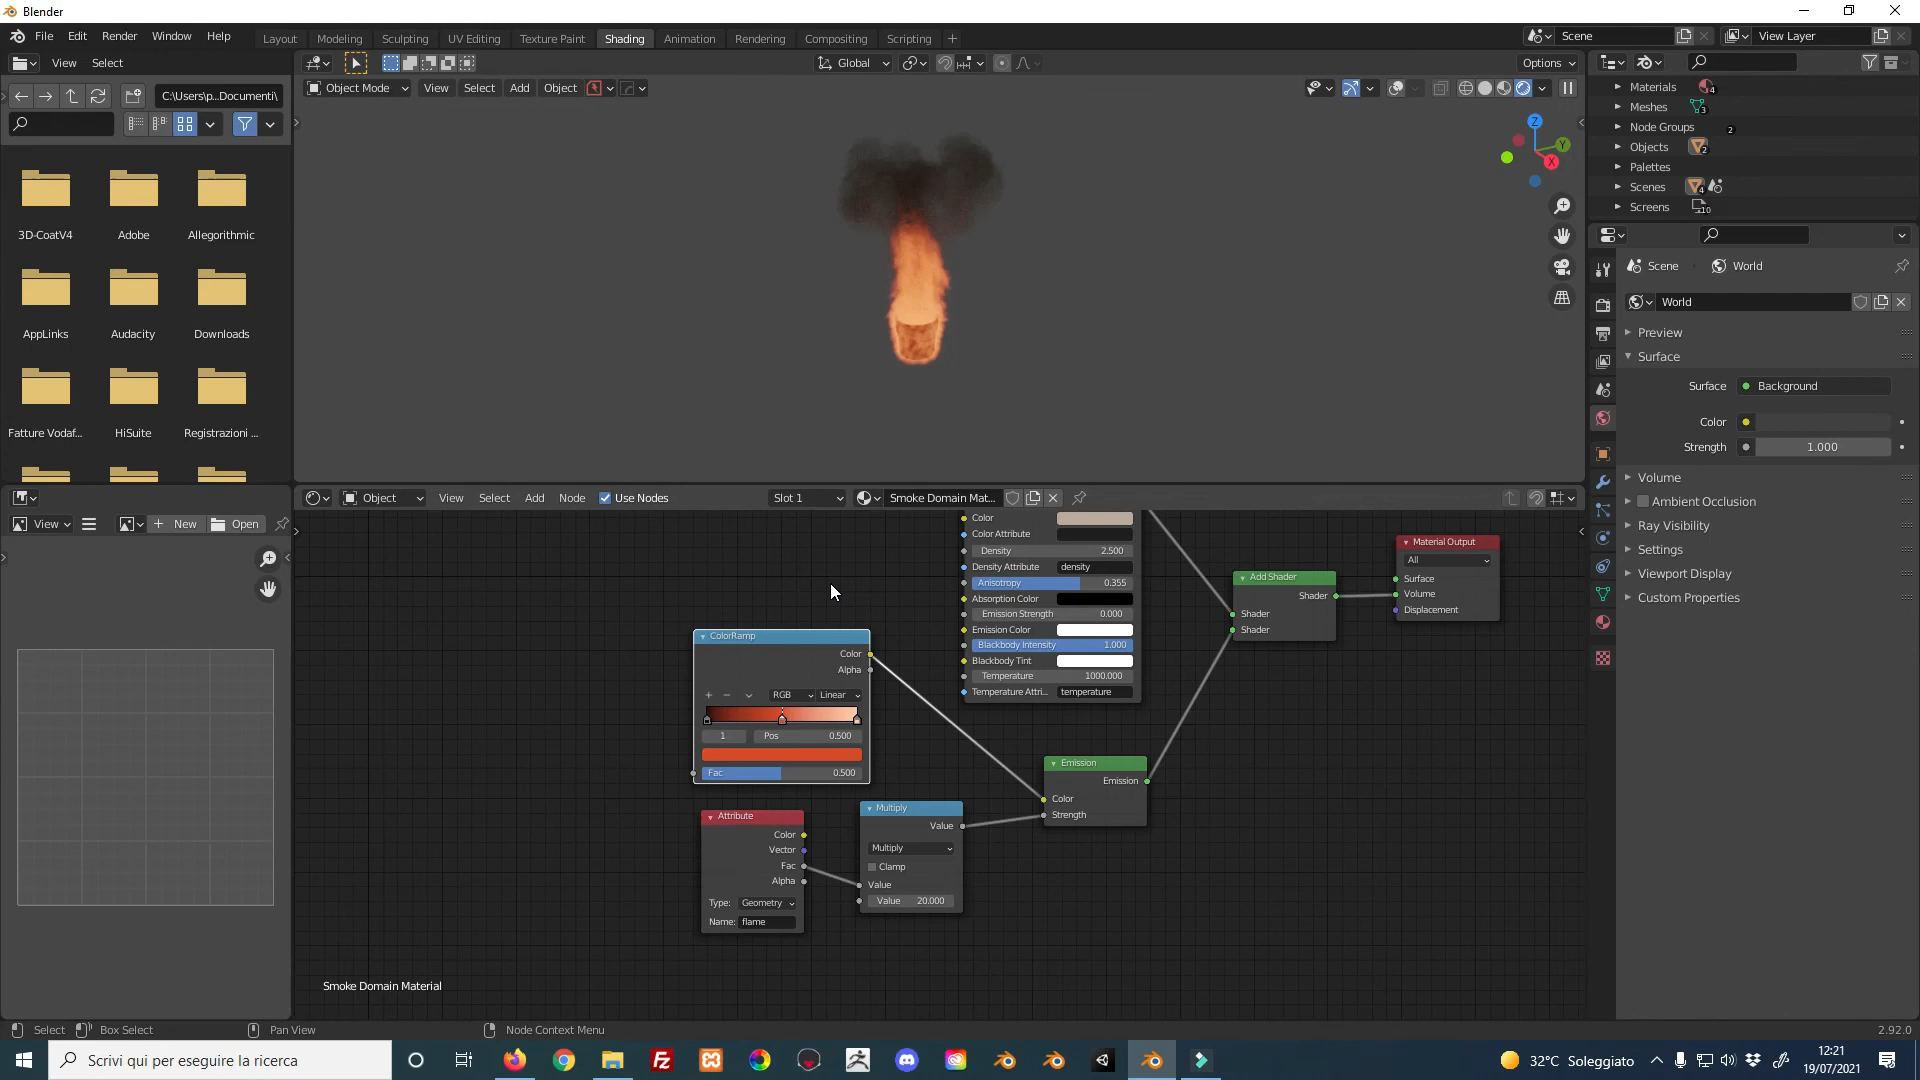 Blender
File Edit Render Window Help
Layout Modeling Sculpting UV Editing Texture Paint Shading Animation Rendering Compositing Scripting
Scene
View Layer
View Select
Global
Options
C:\Users\p...Documenti\
Object Mode View Select Add Object
Z
Y
X
Materials 4
Meshes 3
Node Groups 2
Objects 2
Palettes
Scenes 4
Screens 10
3D-CoatV4 Adobe Allegorithmic
AppLinks Audacity Downloads
Fatture Vodaf... HiSuite Registrazioni ...
Scene World
World
Preview
Surface
Surface Background
Color
Strength 1.000
Volume
Ambient Occlusion
Ray Visibility
Settings
Viewport Display
Custom Properties
Object View Select Add Node Use Nodes Slot 1 Smoke Domain Mat...
View New Open
Color
Color Attribute
Density 2.500
Density Attribute density
Anisotropy 0.355
Absorption Color
Emission Strength 0.000
Emission Color
Blackbody Intensity 1.000
Blackbody Tint
Temperature 1000.000
Temperature Attri... temperature
Material Output
All
Surface
Volume
Displacement
Add Shader
Shader
Shader
Shader
ColorRamp
Color
Alpha
RGB Linear
1 Pos 0.500
Fac 0.500
Emission
Emission
Color
Strength
Attribute
Color
Vector
Fac
Alpha
Type: Geometry
Name: flame
Multiply
Value
Multiply
Clamp
Value
Value 20.000
Smoke Domain Material
Select Box Select Pan View Node Context Menu 2.92.0
Scrivi qui per eseguire la ricerca
32°C Soleggiato
12:21
19/07/2021